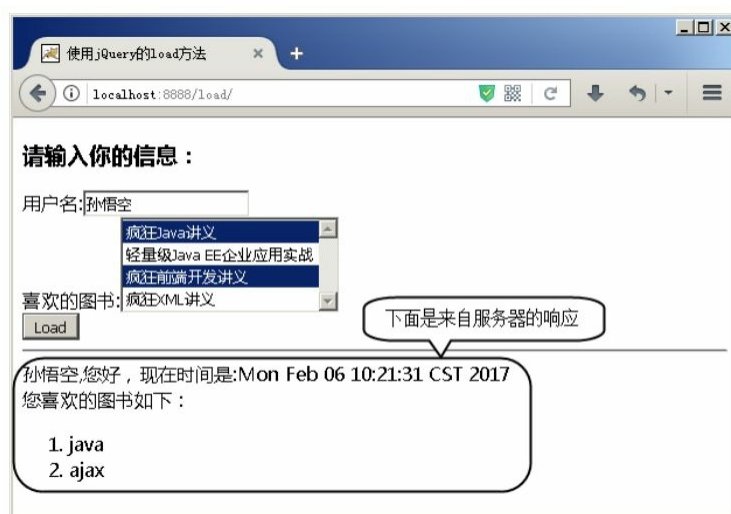 使用jQuery的load方法
localhost:8888/load/
请输入你的信息：
用户名:孙悟空
疯狂Java讲义
轻量级Java EE企业应用实战
疯狂前端开发讲义
喜欢的图书:疯狂XML讲义
Load
下面是来自服务器的响应
孙悟空,您好，现在时间是:Mon Feb 06 10:21:31 CST 2017
您喜欢的图书如下：
1. java
2. ajax